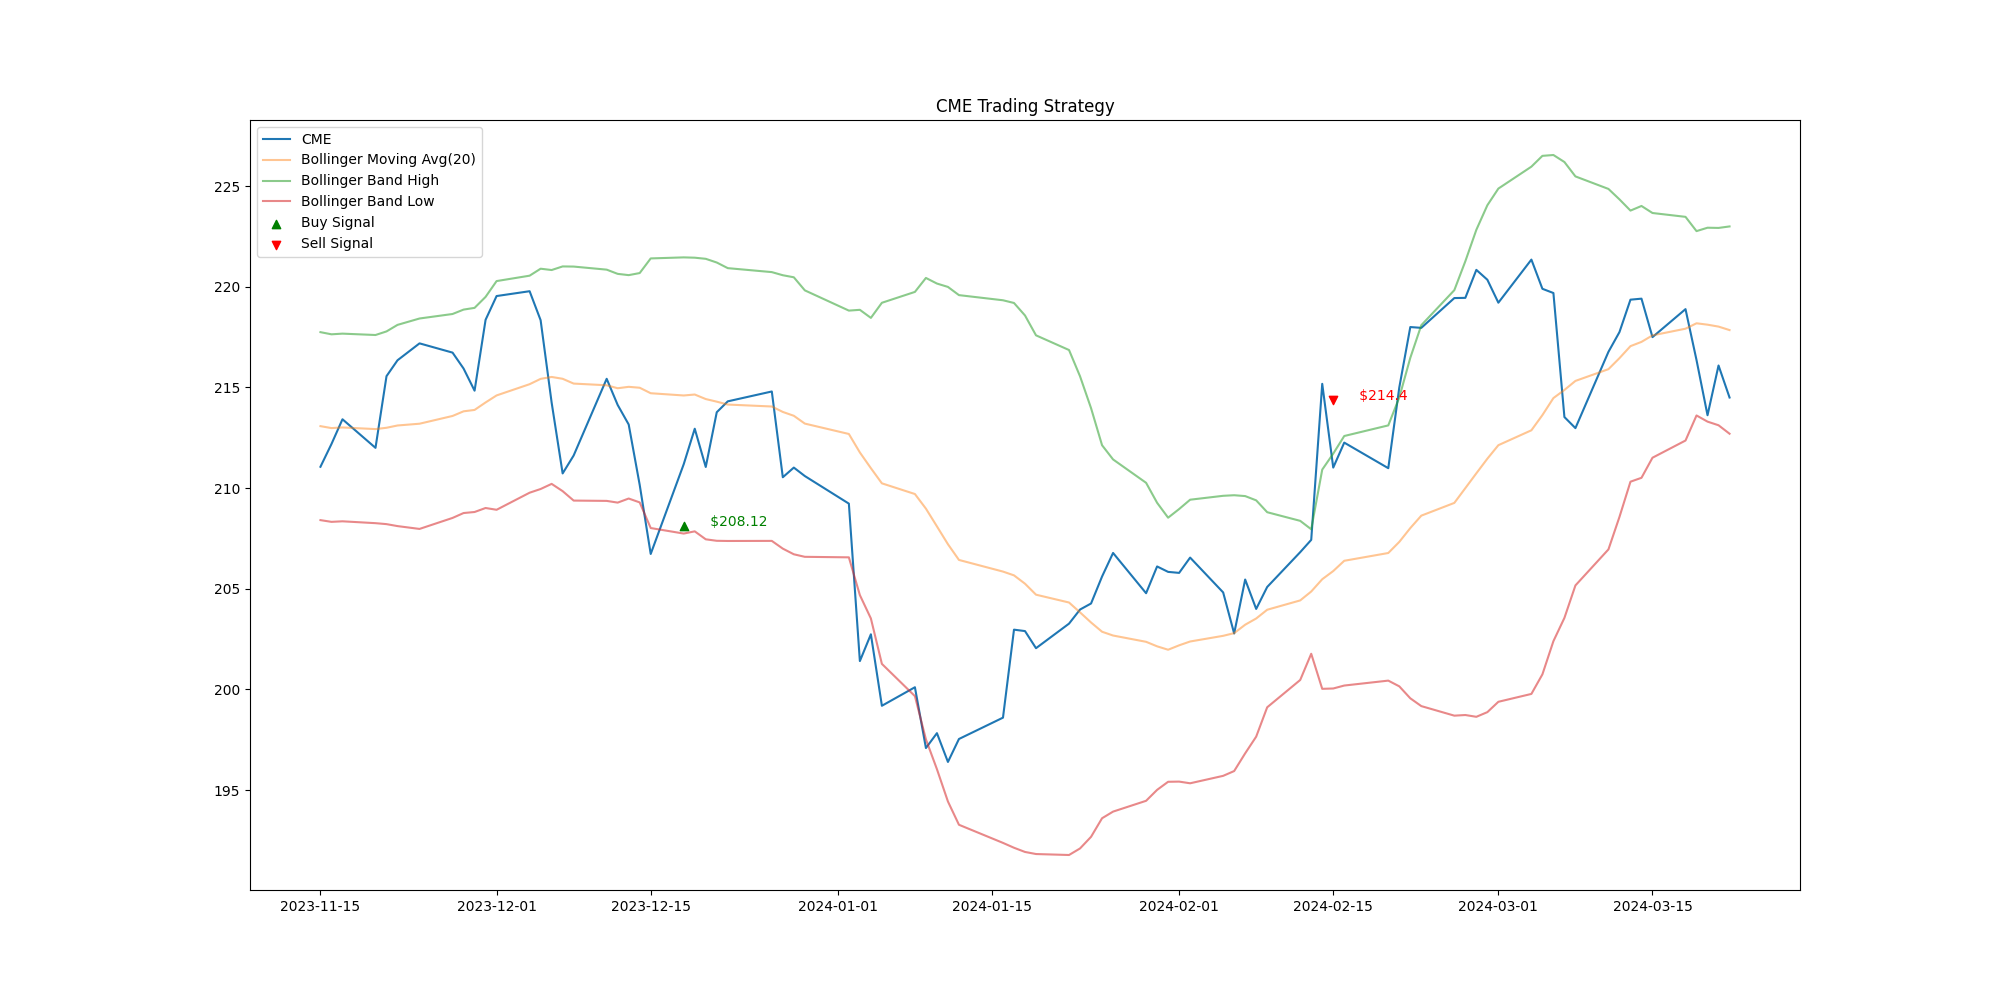 CME Trading Strategy
CME
Bollinger Moving Avg(20)
Bollinger Band High
Bollinger Band Low
Buy Signal
Sell Signal
225
220
215
210
205
200
195
$214.4
$208.12
2023-11-15
2023-12-01
2023-12-15
2024-01-01
2024-01-15
2024-02-01
2024-02-15
2024-03-01
2024-03-15